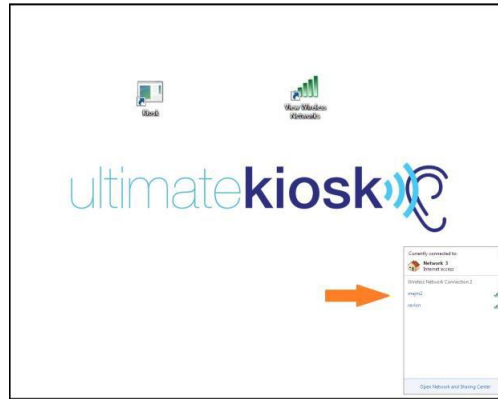 Kiosk
View Wireless
Networks
ultimatekiosk
Currently connected to:
Network 3
Internet access
Wireless Network Connection 2
Open Network and Sharing Center